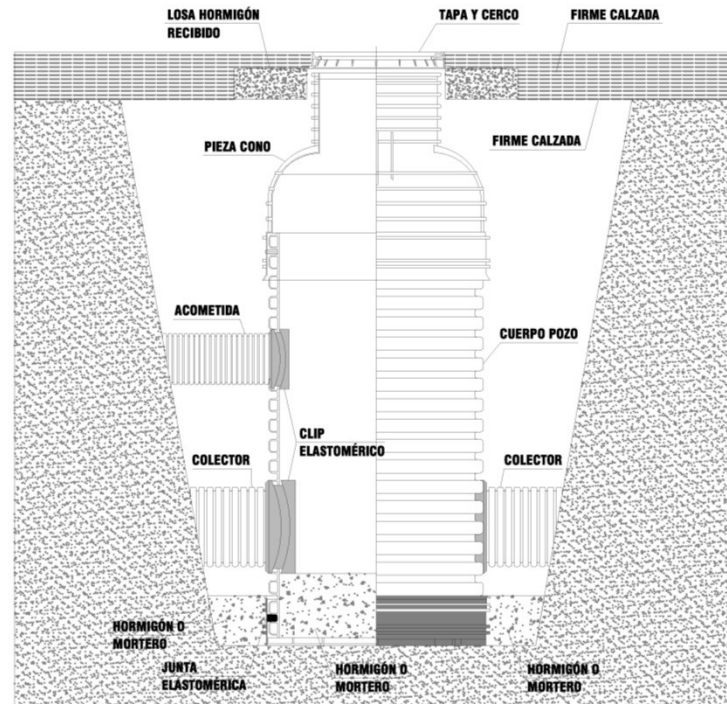 LOSA HORMIGÓN
RECIBIDO
TAPA Y CERCO
FIRME CALZADA
FIRME CALZADA
PIEZA CONO
ACOMETIDA
CUERPO POZO
CLIP
ELASTOMÉRICO
COLECTOR
COLECTOR
HORMIGÓN O
MORTERO
JUNTA
ELASTOMÉRICA
HORMIGÓN O
MORTERO
HORMIGÓN O
MORTERO